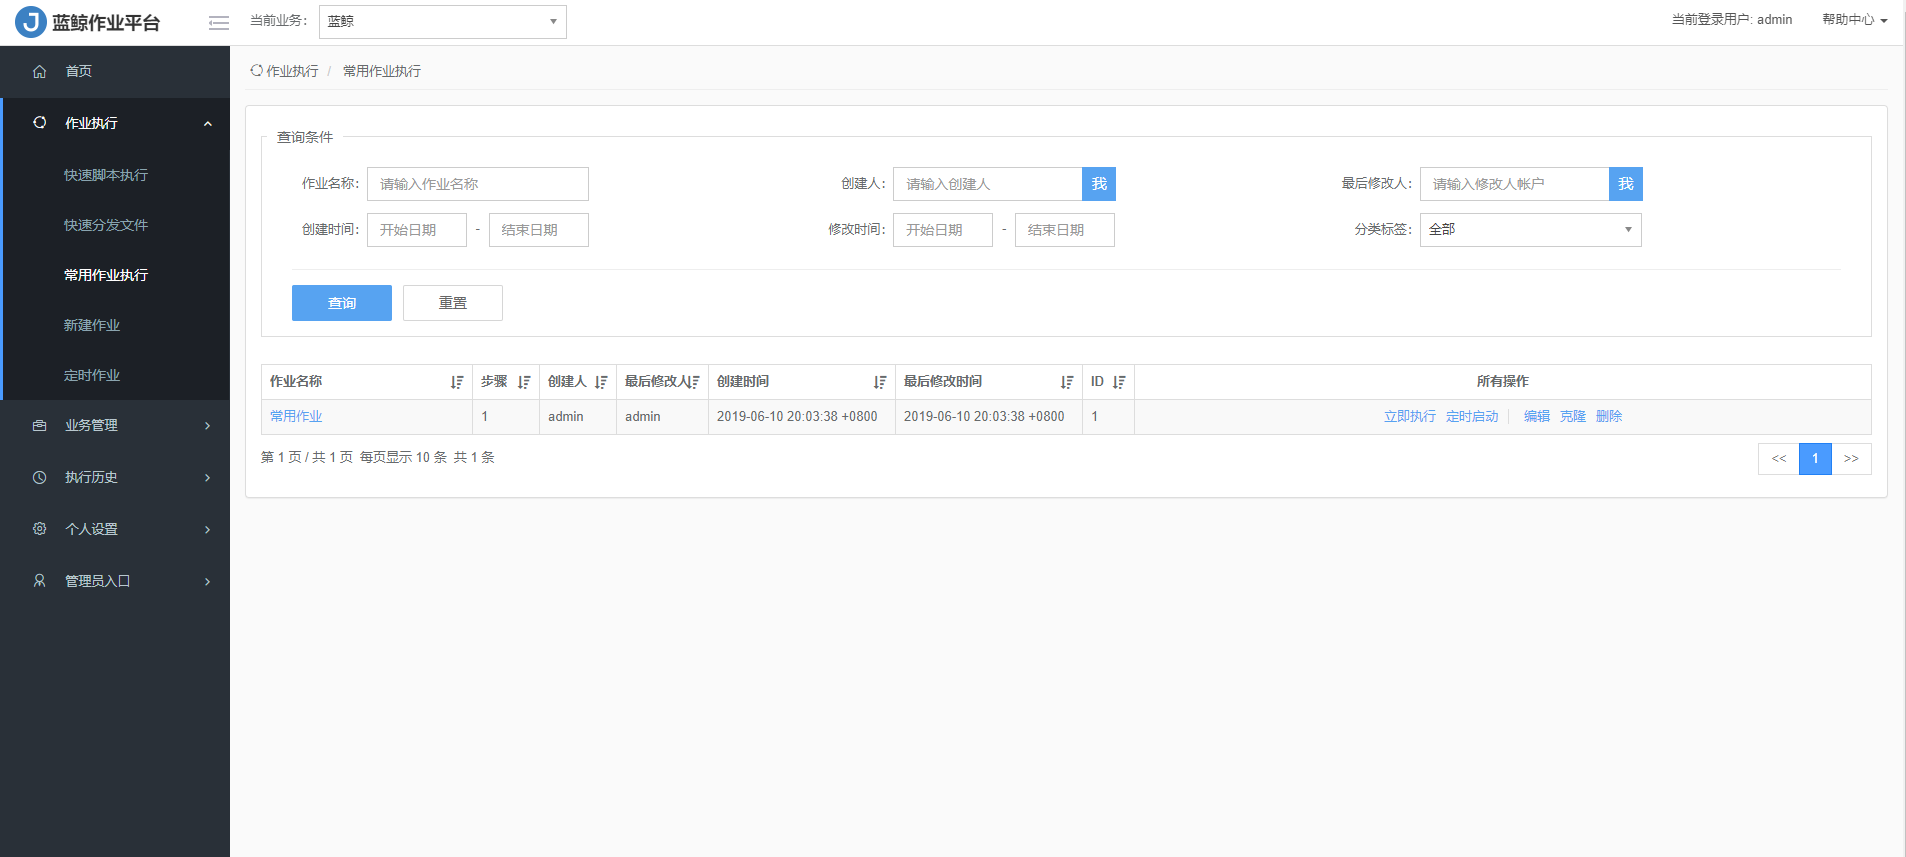 J 蓝鲸作业平台
当前业务: 蓝鲸
当前登录用户: admin
帮助中心
首页
作业执行
快速脚本执行
快速分发文件
常用作业执行
新建作业
定时作业
业务管理
执行历史
个人设置
管理员入口
作业执行 / 常用作业执行
查询条件
作业名称: 请输入作业名称
创建人: 请输入创建人 我
最后修改人: 请输入修改人帐户 我
创建时间: 开始日期 - 结束日期
修改时间: 开始日期 - 结束日期
分类标签: 全部
查询 重置
作业名称 步骤 创建人 最后修改人 创建时间 最后修改时间 ID 所有操作
常用作业 1 admin admin 2019-06-10 20:03:38 +0800 2019-06-10 20:03:38 +0800 1 立即执行 定时启动 编辑 克隆 删除
第 1 页 / 共 1 页 每页显示 10 条 共 1 条
<< 1 >>